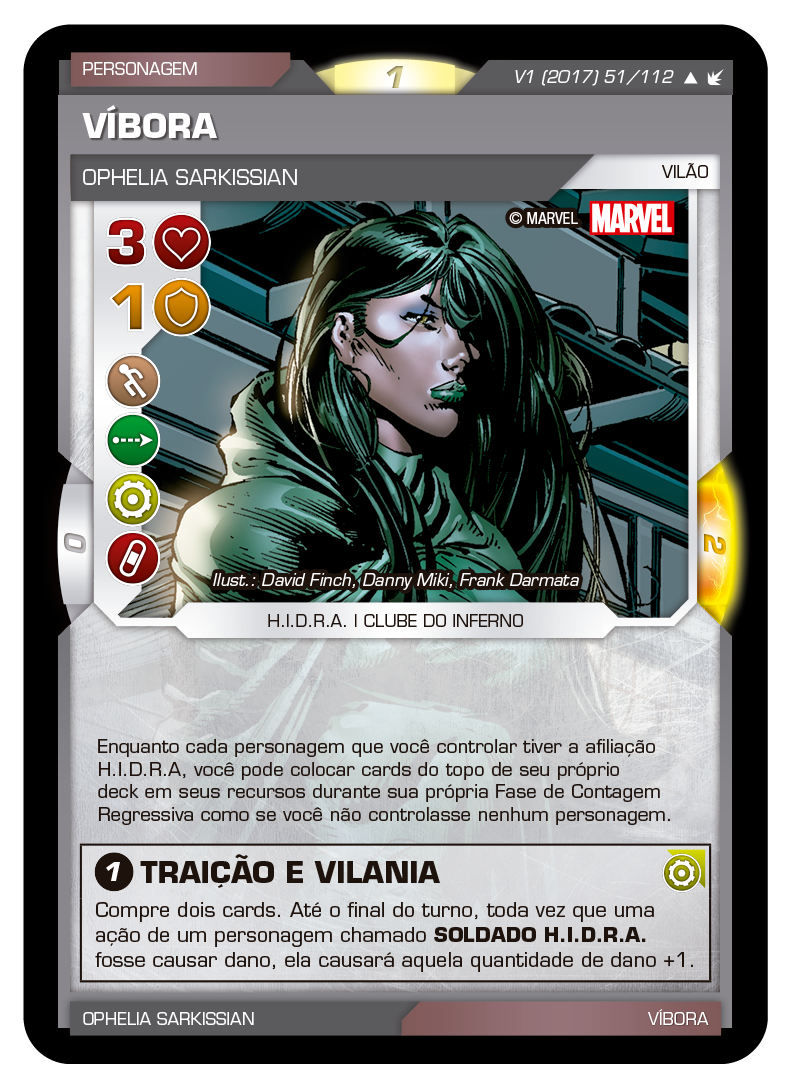 PERSONAGEM
1
V1 (2017) 51/112
VÍBORA
OPHELIA SARKISSIAN
VILÃO
© MARVEL MARVEL
3
1
0
2
Ilust.: David Finch, Danny Miki, Frank Darmata
H.I.D.R.A. | CLUBE DO INFERNO
Enquanto cada personagem que você controlar tiver a afiliação
H.I.D.R.A, você pode colocar cards do topo de seu próprio
deck em seus recursos durante sua própria Fase de Contagem
Regressiva como se você não controlasse nenhum personagem.
1 TRAIÇÃO E VILANIA
Compre dois cards. Até o final do turno, toda vez que uma
ação de um personagem chamado SOLDADO H.I.D.R.A.
fosse causar dano, ela causará aquela quantidade de dano +1.
OPHELIA SARKISSIAN
VÍBORA